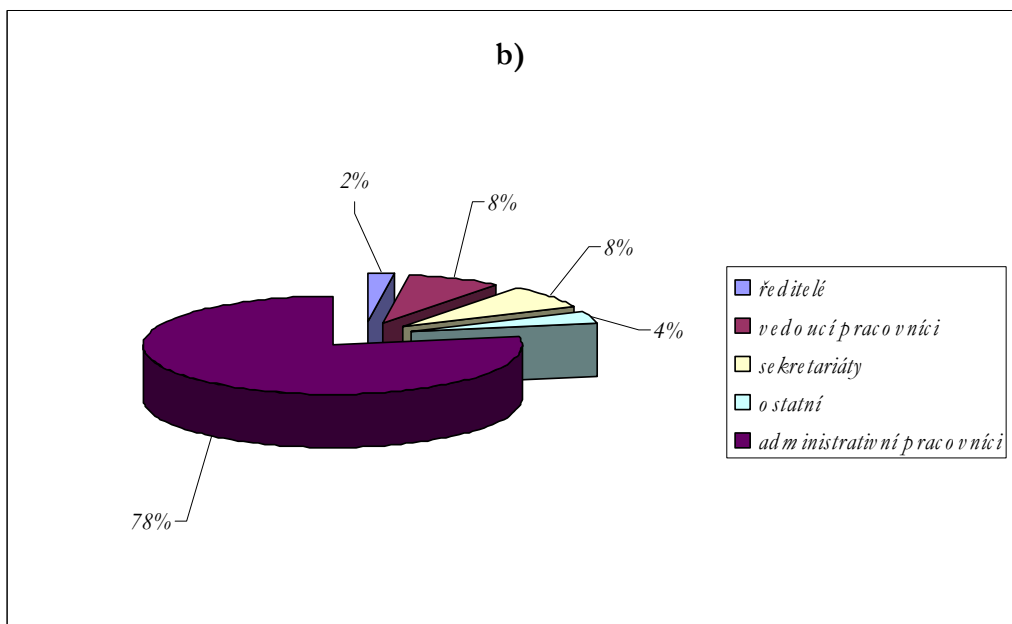 b)
2%
8%
8%
4%
78%
ředitelé
vedoucí pracovníci
sekretariáty
ostatní
administrativní pracovníci